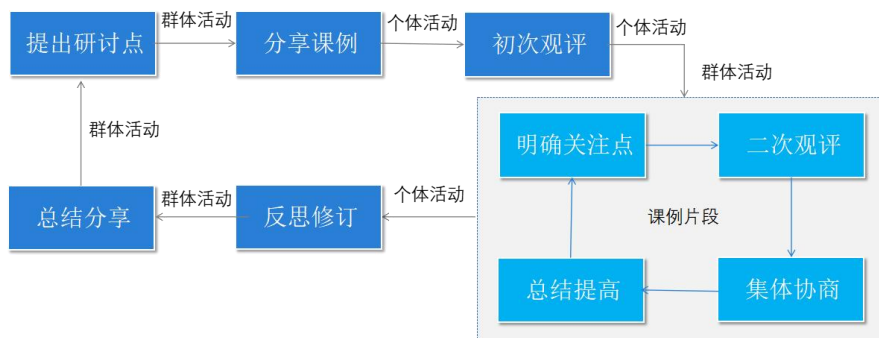 提出研讨点
群体活动
分享课例
个体活动
初次观评
个体活动
群体活动
明确关注点
二次观评
课例片段
总结提高
集体协商
个体活动
反思修订
群体活动
总结分享
群体活动